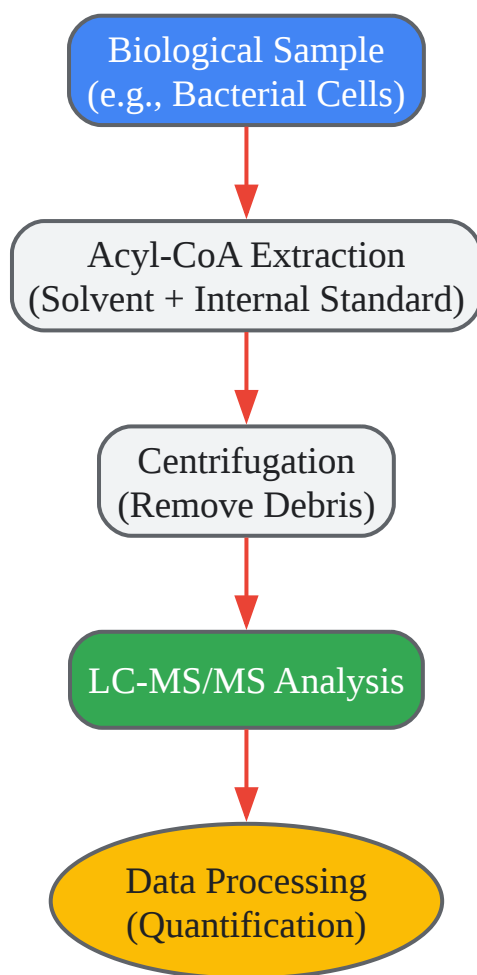 Biological Sample
(e.g., Bacterial Cells)
Acyl-CoA Extraction
(Solvent + Internal Standard)
Centrifugation
(Remove Debris)
LC-MS/MS Analysis
Data Processing
(Quantification)